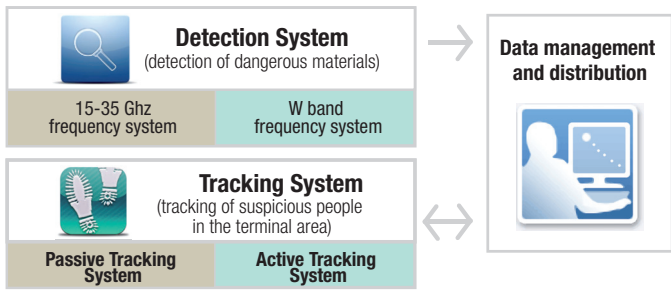 Detection System
(detection of dangerous materials)
15-35 Ghz
frequency system
W band
frequency system
Tracking System
(tracking of suspicious people
in the terminal area)
Passive Tracking
System
Active Tracking
System
Data management
and distribution